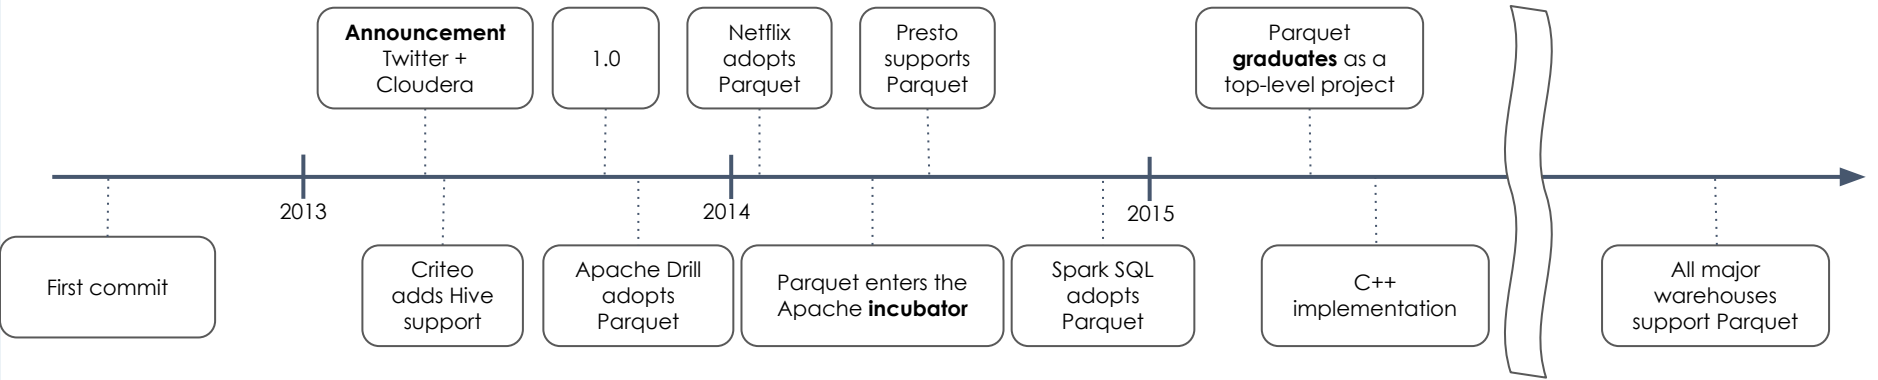 Announcement
Twitter +
Cloudera
1.0
Netflix
adopts
Parquet
Presto
supports
Parquet
Parquet
graduates as a
top-level project
2013
2014
2015
First commit
Criteo
adds Hive
support
Apache Drill
adopts
Parquet
Parquet enters the
Apache incubator
Spark SQL
adopts
Parquet
C++
implementation
All major
warehouses
support Parquet